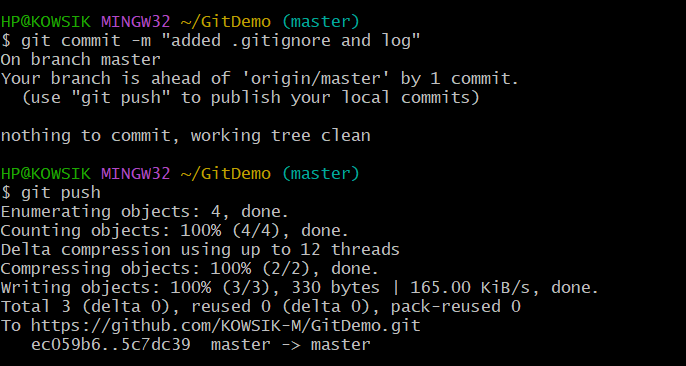 HP@KOWSIK MINGW32 ~/GitDemo (master)
$ git commit -m "added .gitignore and log"
On branch master
Your branch is ahead of 'origin/master' by 1 commit.
  (use "git push" to publish your local commits)

nothing to commit, working tree clean

HP@KOWSIK MINGW32 ~/GitDemo (master)
$ git push
Enumerating objects: 4, done.
Counting objects: 100% (4/4), done.
Delta compression using up to 12 threads
Compressing objects: 100% (2/2), done.
Writing objects: 100% (3/3), 330 bytes | 165.00 KiB/s, done.
Total 3 (delta 0), reused 0 (delta 0), pack-reused 0
To https://github.com/KOWSIK-M/GitDemo.git
   ec059b6..5c7dc39  master -> master